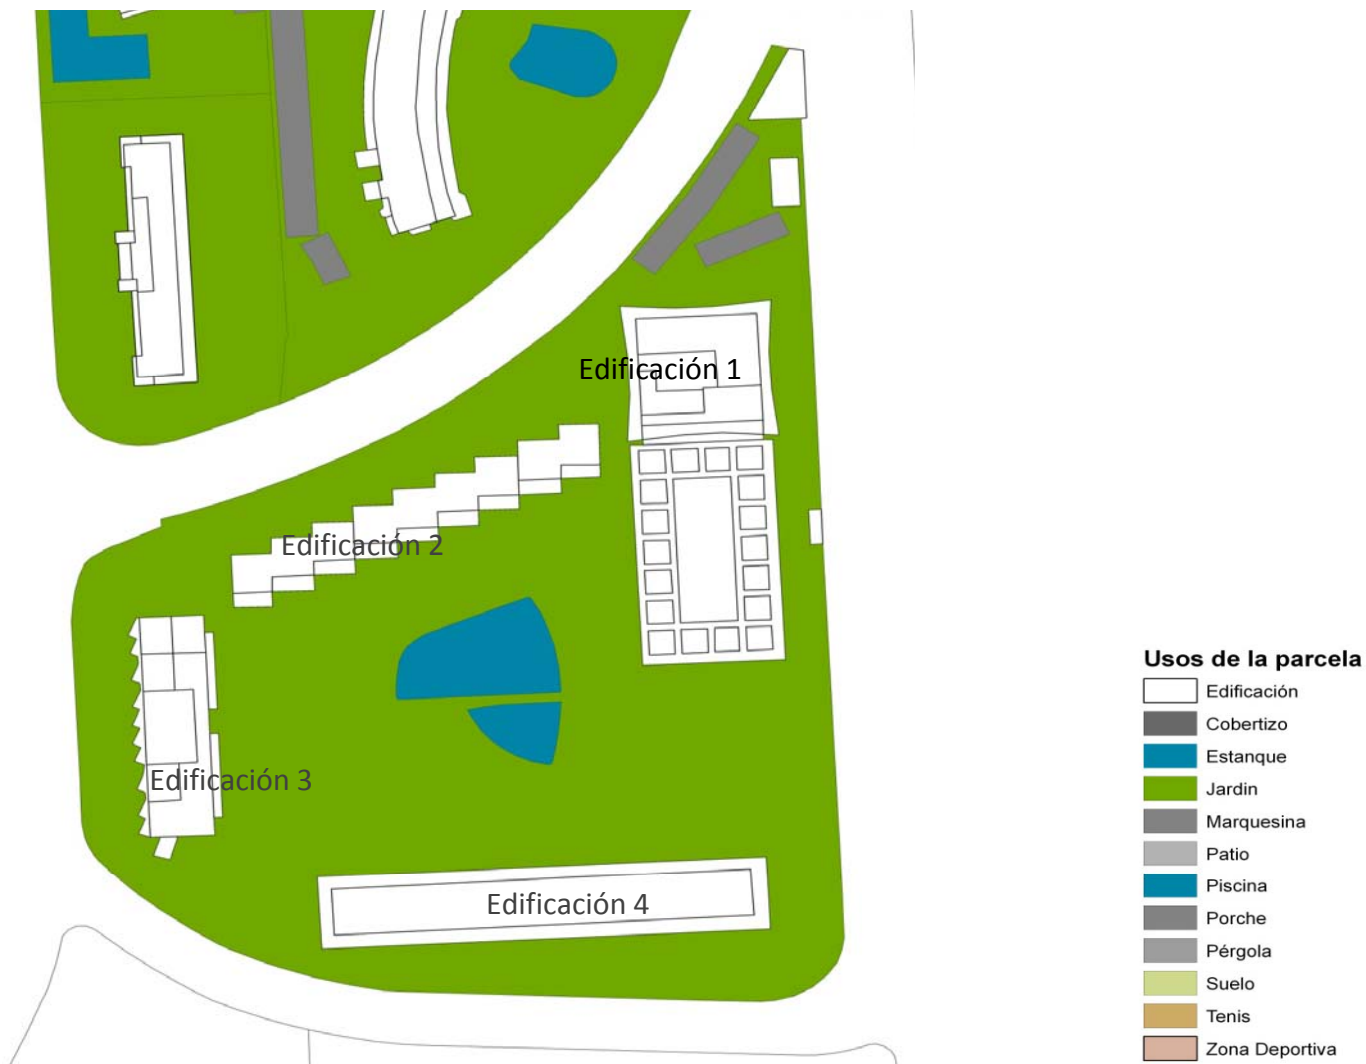 Edificación 1
Edificación 2
Edificación 3
Edificación 4
Usos de la parcela
Edificación
Cobertizo
Estanque
Jardin
Marquesina
Patio
Piscina
Porche
Pérgola
Suelo
Tenis
Zona Deportiva